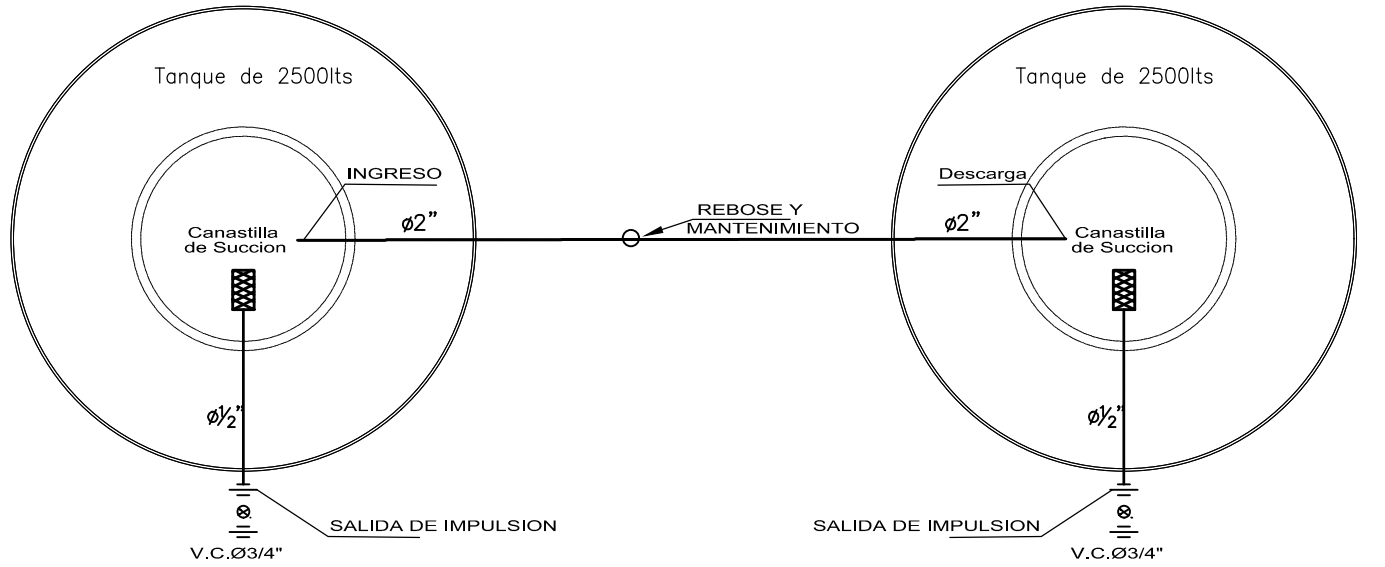 Tanque de 2500lts
Tanque de 2500lts
INGRESO
Descarga
ø2”
REBOSE Y
MANTENIMIENTO
ø2”
Canastilla
de Succion
Canastilla
de Succion
ø½”
ø½”
SALIDA DE IMPULSION
SALIDA DE IMPULSION
V.C.Ø3/4"
V.C.Ø3/4"